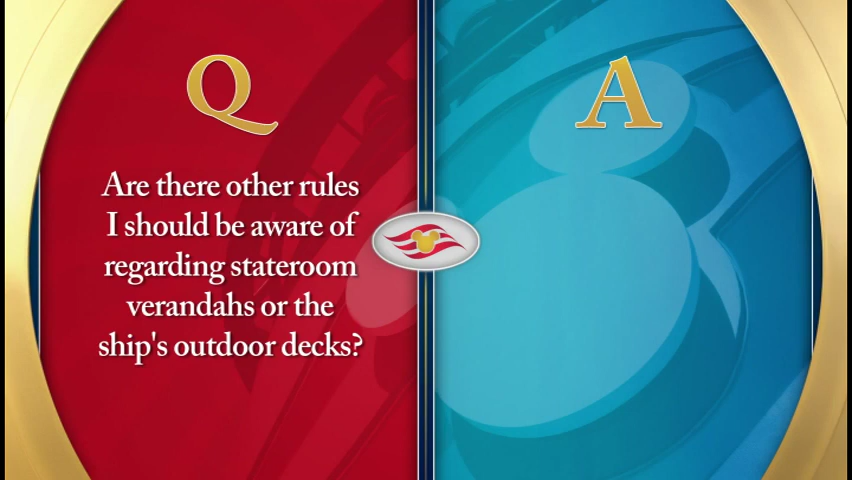 Q
Are there other rules
I should be aware of
regarding stateroom
verandahs or the
ship's outdoor decks?
A